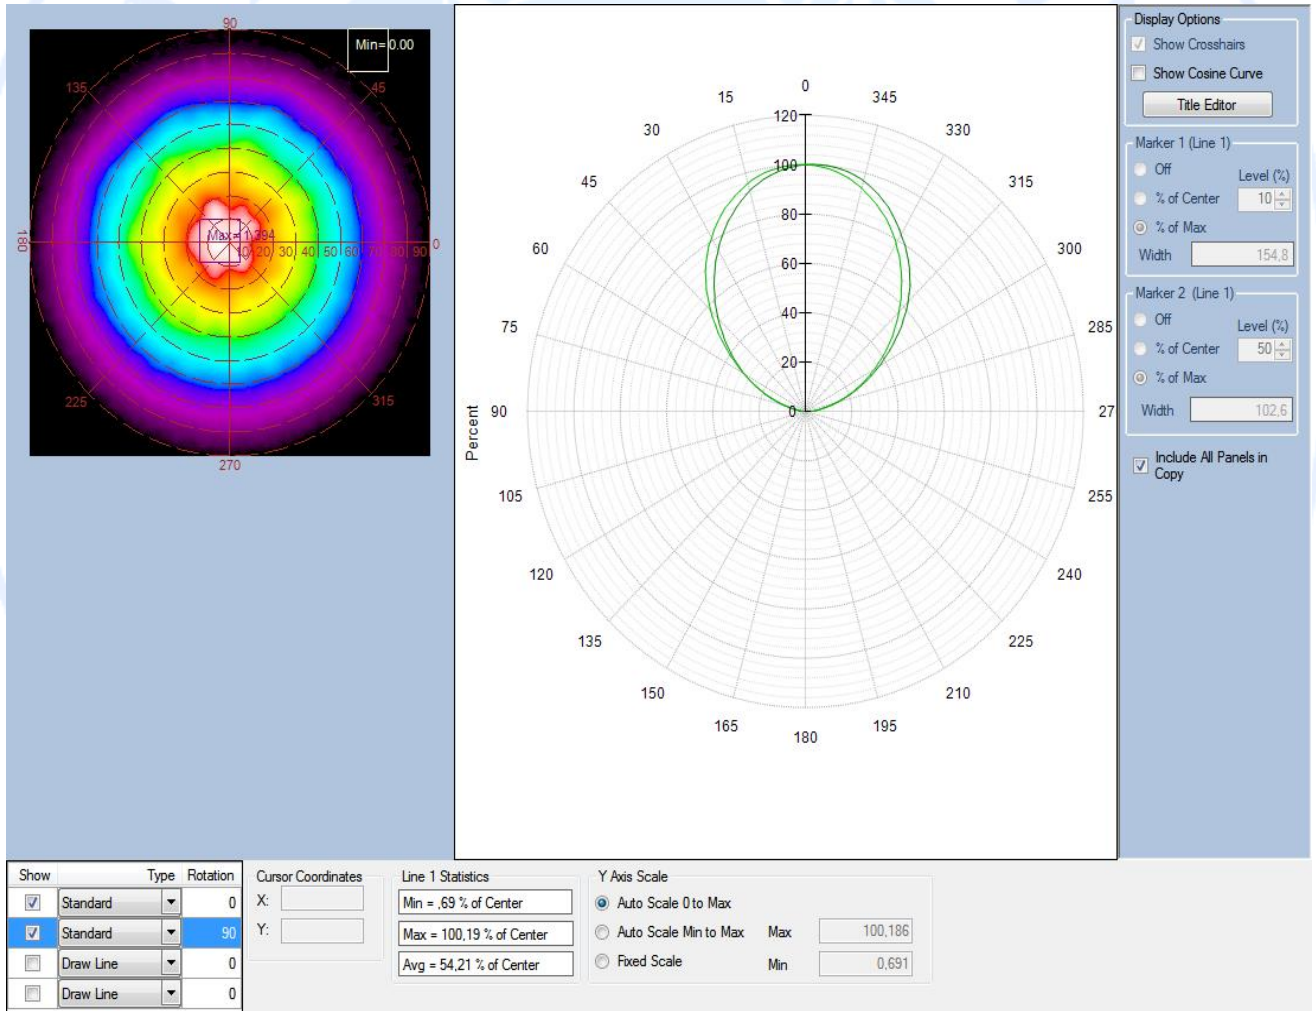 90
Min=0.00
135
45
180
Max=1,394
10 20 30 40 50 60 70 80 90
0
225
315
270
0
15
345
30
330
45
315
60
300
75
285
90
27
105
255
120
240
135
225
150
210
165
195
180
120
100
80
60
40
20
0
Percent
Display Options
Show Crosshairs
Show Cosine Curve
Title Editor
Marker 1 (Line 1)
Off
Level (%)
% of Center
10
% of Max
Width
154,8
Marker 2 (Line 1)
Off
Level (%)
% of Center
50
% of Max
Width
102,6
Include All Panels in
Copy
Show Type Rotation
Standard 0
Standard 90
Draw Line 0
Draw Line 0
Cursor Coordinates
X:
Y:
Line 1 Statistics
Min = ,69 % of Center
Max = 100,19 % of Center
Avg = 54,21 % of Center
Y Axis Scale
Auto Scale 0 to Max
Auto Scale Min to Max Max 100,186
Fixed Scale Min 0,691